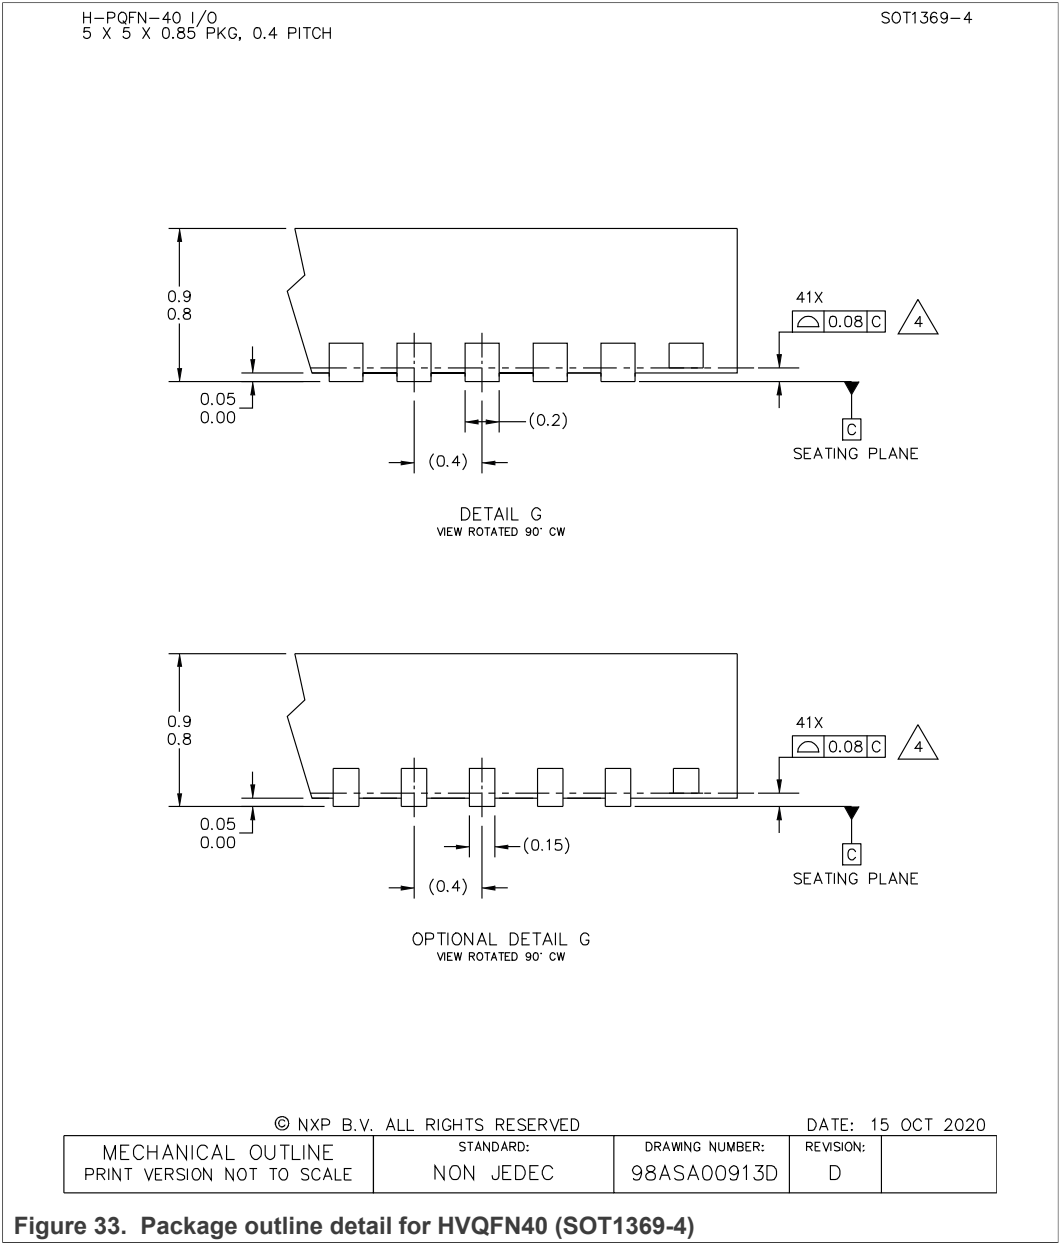 H-PQFN-40 I/O
5 X 5 X 0.85 PKG, 0.4 PITCH
SOT1369-4
0.9
0.8
0.05
0.00
(0.2)
(0.4)
41X
0.08 C
4
C
SEATING PLANE
DETAIL G
VIEW ROTATED 90° CW
0.9
0.8
0.05
0.00
(0.15)
(0.4)
41X
0.08 C
4
C
SEATING PLANE
OPTIONAL DETAIL G
VIEW ROTATED 90° CW
© NXP B.V. ALL RIGHTS RESERVED
DATE: 15 OCT 2020
MECHANICAL OUTLINE
PRINT VERSION NOT TO SCALE
STANDARD:
NON JEDEC
DRAWING NUMBER:
98ASA00913D
REVISION:
D
Figure 33. Package outline detail for HVQFN40 (SOT1369-4)